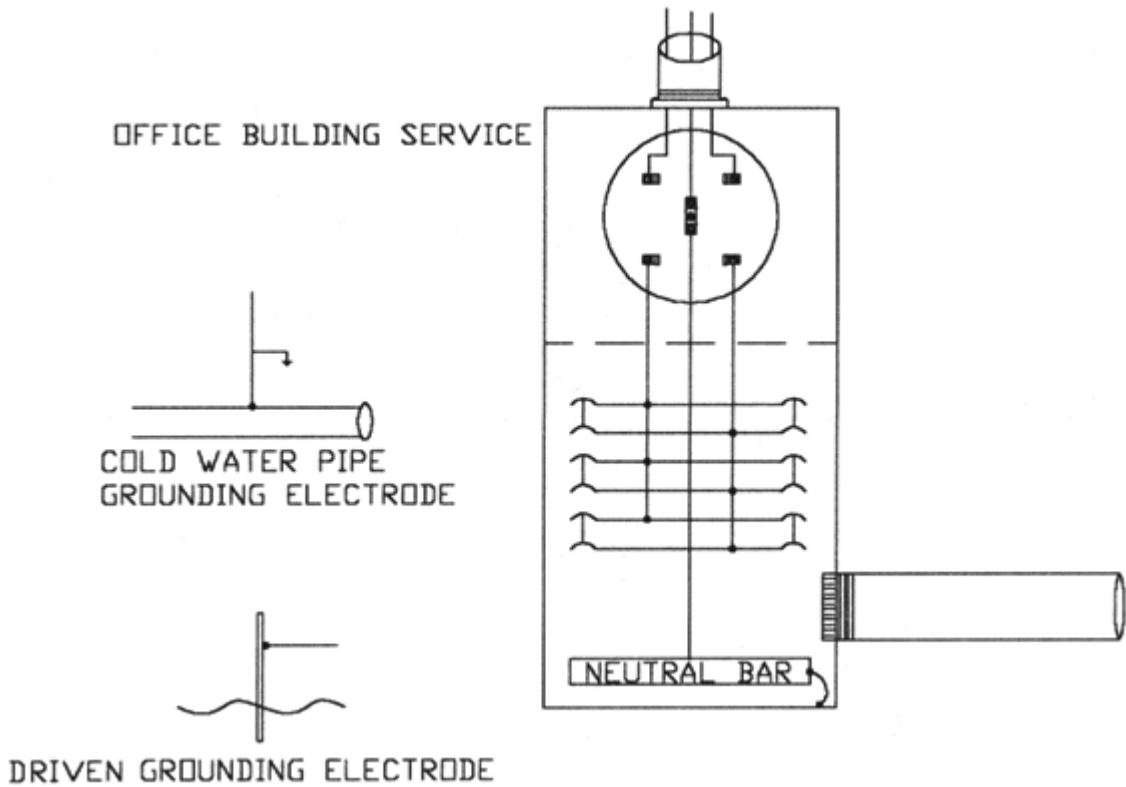 OFFICE BUILDING SERVICE
COLD WATER PIPE
GROUNDING ELECTRODE
NEUTRAL BAR
DRIVEN GROUNDING ELECTRODE